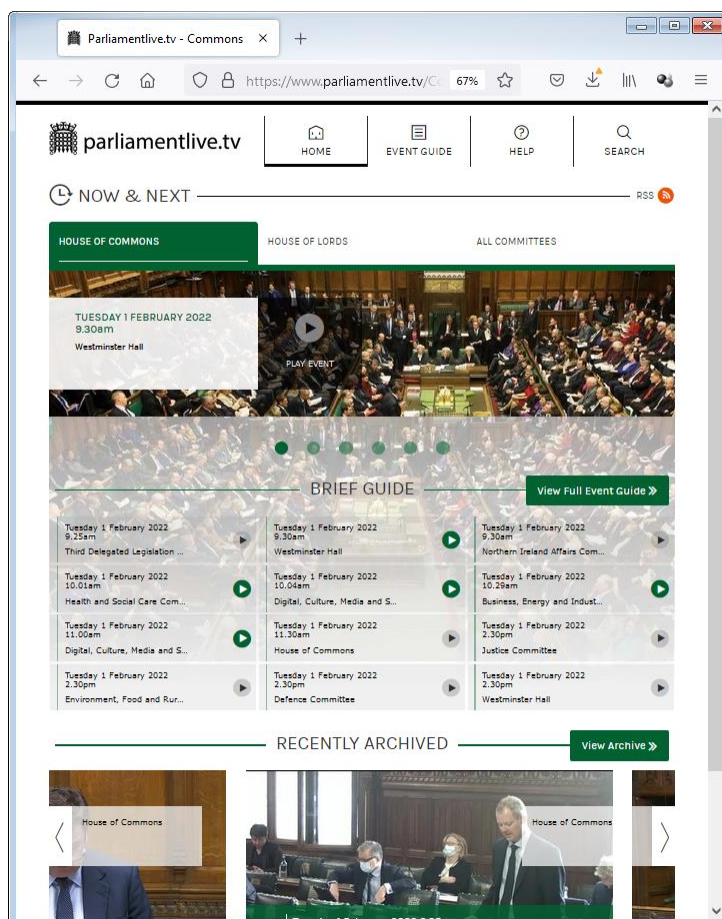 Parliamentlive.tv - Commons
https://www.parliamentlive.tv/Co
67%
parliamentlive.tv
HOME
EVENT GUIDE
HELP
SEARCH
NOW & NEXT
RSS
HOUSE OF COMMONS
HOUSE OF LORDS
ALL COMMITTEES
TUESDAY 1 FEBRUARY 2022
9.30am
Westminster Hall
PLAY EVENT
BRIEF GUIDE
View Full Event Guide
Tuesday 1 February 2022
9.25am
Third Delegated Legislation ...
Tuesday 1 February 2022
9.30am
Westminster Hall
Tuesday 1 February 2022
9.30am
Northern Ireland Affairs Com...
Tuesday 1 February 2022
10.01am
Health and Social Care Com...
Tuesday 1 February 2022
10.04am
Digital, Culture, Media and S...
Tuesday 1 February 2022
10.29am
Business, Energy and Indust...
Tuesday 1 February 2022
11.00am
Digital, Culture, Media and S...
Tuesday 1 February 2022
11.30am
House of Commons
Tuesday 1 February 2022
2.30pm
Justice Committee
Tuesday 1 February 2022
2.30pm
Environment, Food and Rur...
Tuesday 1 February 2022
2.30pm
Defence Committee
Tuesday 1 February 2022
2.30pm
Westminster Hall
RECENTLY ARCHIVED
View Archive
House of Commons
House of Commons